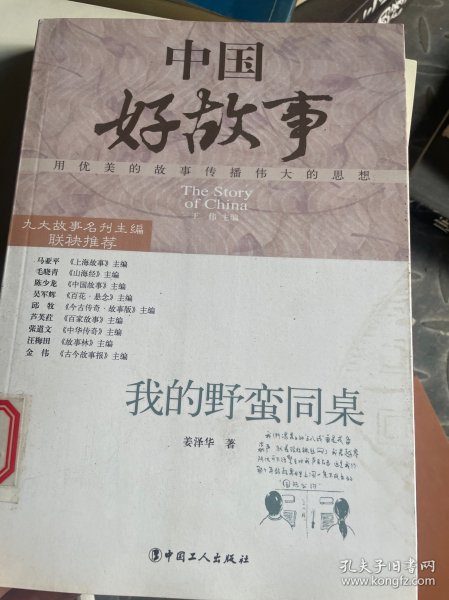 中国
好故事
用优美的故事传播伟大的思想
The Story
of China
王 伟 主编
九大故事名刊主编
联袂推荐
马亚平 《上海故事》主编
毛晓青 《山海经》主编
陈少龙 《中国故事》主编
吴军辉 《百花·悬念》主编
邱 牧 《今古传奇·故事版》主编
芦芙荭 《百家故事》主编
张道文 《中华传奇》主编
汪梅田 《故事林》主编
金 伟 《古今故事报》主编
我的野蛮同桌
姜泽华 著
中国工人出版社
孔夫子旧书网
www.kongfz.com